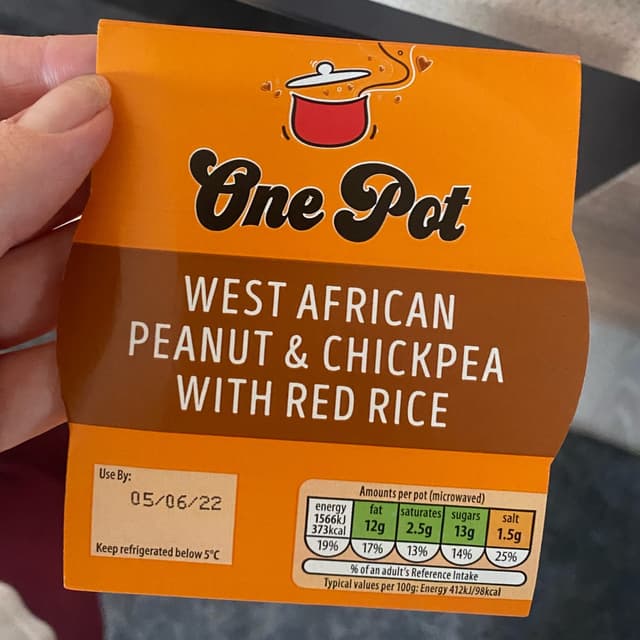 One Pot
WEST AFRICAN
PEANUT & CHICKPEA
WITH RED RICE
Use By:
05/06/22
Keep refrigerated below 5°C
Amounts per pot (microwaved)
energy
1566kJ
373kcal
19%
fat
12g
17%
saturates
2.5g
13%
sugars
13g
14%
salt
1.5g
25%
% of an adult's Reference Intake
Typical values per 100g: Energy 412kJ/98kcal